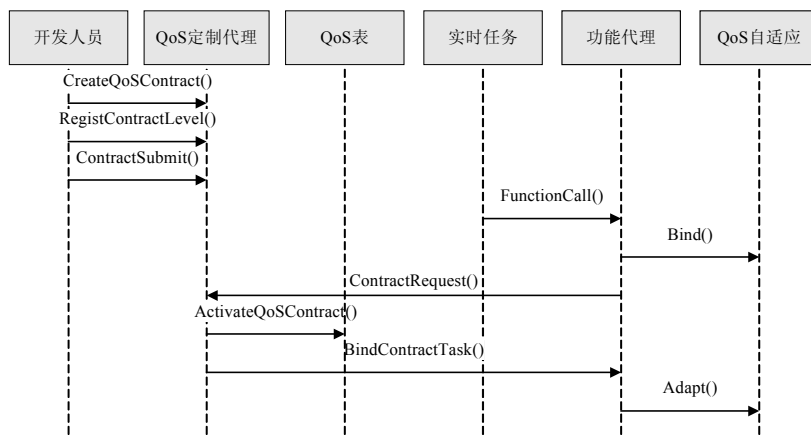 开发人员
QoS定制代理
QoS表
实时任务
功能代理
QoS自适应
CreateQoSContract()
RegistContractLevel()
ContractSubmit()
FunctionCall()
Bind()
ContractRequest()
ActivateQoSContract()
BindContractTask()
Adapt()